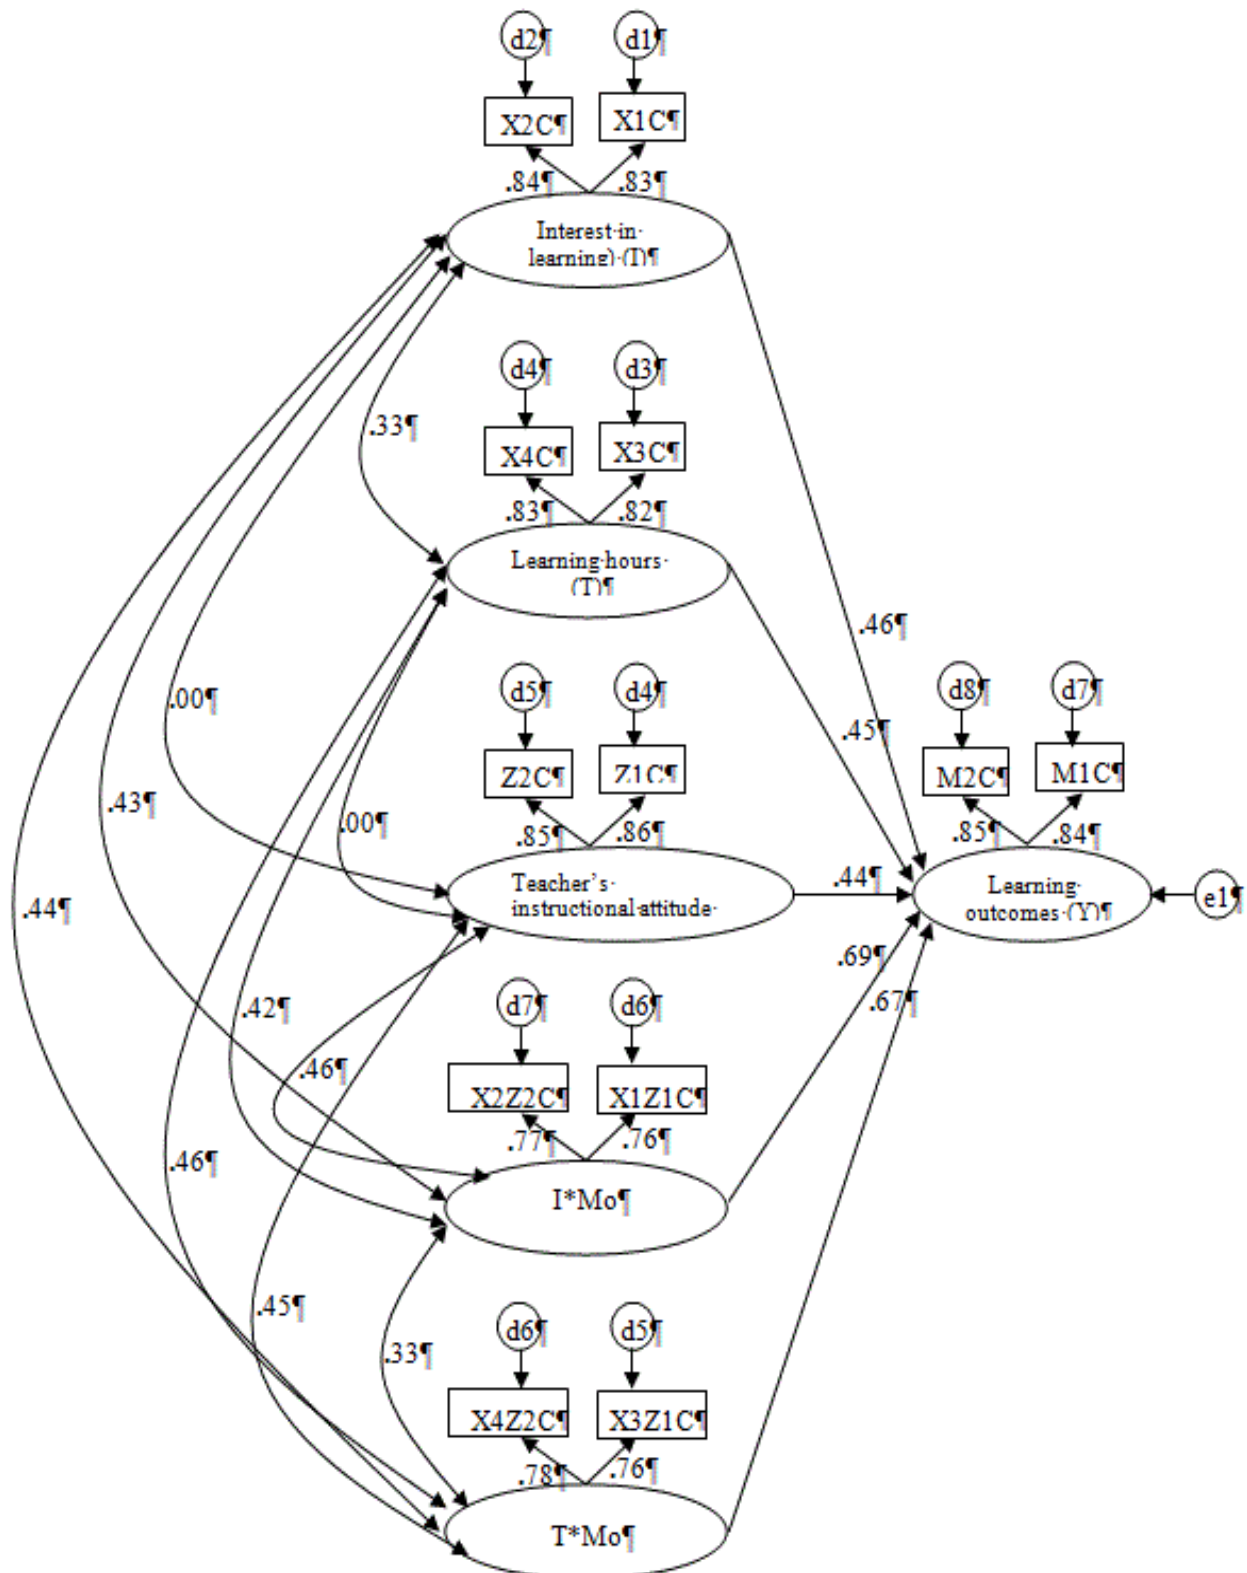 d2¶ d1¶
X2C¶ X1C¶
.84¶ .83¶
Interest·in·
learning)·(I)¶
d4¶ d3¶
.33¶
X4C¶ X3C¶
.83¶ .82¶
Learning·hours·
(T)¶
.46¶
d5¶ d4¶ d8¶ d7¶
.00¶ .45¶
Z2C¶ Z1C¶ M2C¶ M1C¶
.43¶ .00¶ .85¶ .86¶ .85¶ .84¶
Teacher’s·
instructional·attitude·
.44¶
Learning·
outcomes·(Y)¶
e1¶
.44¶
.69¶
.67¶
d7¶ d6¶
.42¶
.46¶
X2Z2C¶ X1Z1C¶
.77¶ .76¶
.46¶
I*Mo¶
.45¶
d6¶ d5¶
.33¶
X4Z2C¶ X3Z1C¶
.78¶ .76¶
T*Mo¶